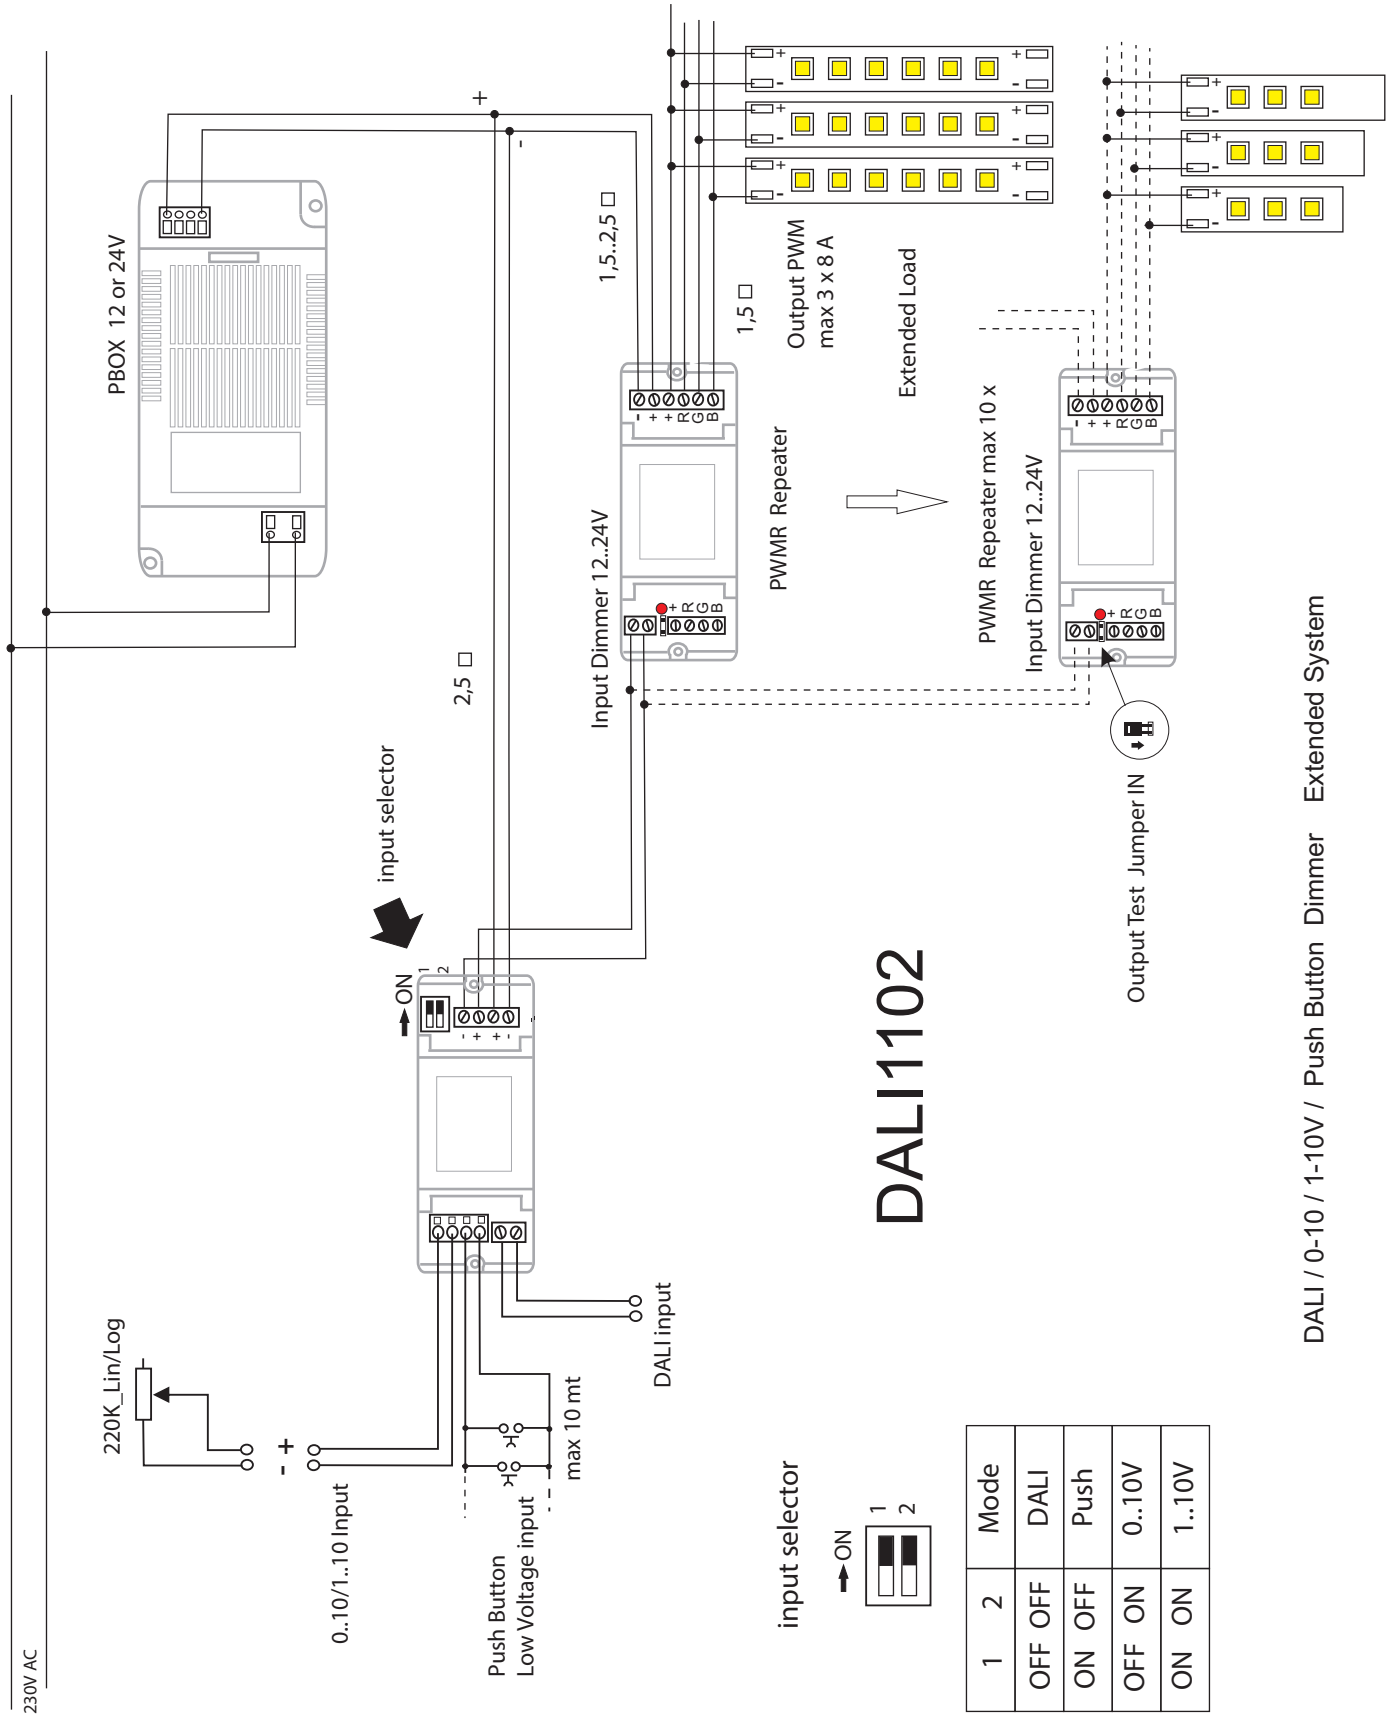 230V AC
PBOX 12 or 24V
220K_Lin/Log
- +
0..10/1..10 Input
Push Button
Low Voltage input
max 10 mt
DALI input
ON
1
2
- + + -
input selector
2,5 □
+
-
1,5..2,5 □
Input Dimmer 12..24V
+
R
G
B
-
+
+
R
G
B
PWMR Repeater
1,5 □
Output PWM
max 3 x 8 A
Extended Load
+ +
- -
+ +
- -
+ +
- -
PWMR Repeater max 10 x
Input Dimmer 12..24V
+
R
G
B
-
+
+
R
G
B
+
-
+
-
+
-
Output Test Jumper IN
DALI1102
input selector
ON
1
2
1 2 Mode
OFF OFF DALI
ON OFF Push
OFF ON 0..10V
ON ON 1..10V
DALI / 0-10 / 1-10V / Push Button Dimmer Extended System